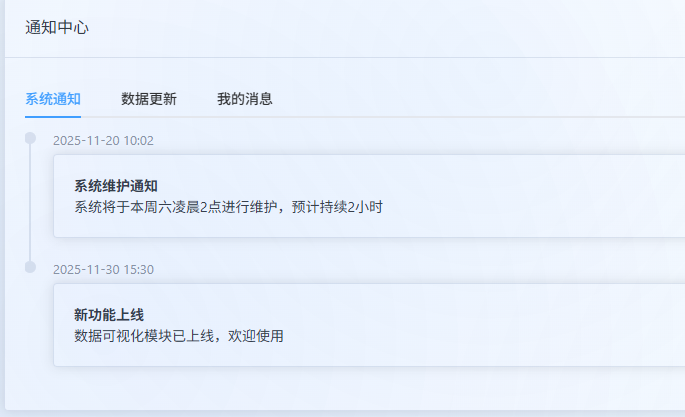 通知中心
系统通知 数据更新 我的消息
2025-11-20 10:02
系统维护通知
系统将于本周六凌晨2点进行维护，预计持续2小时
2025-11-30 15:30
新功能上线
数据可视化模块已上线，欢迎使用